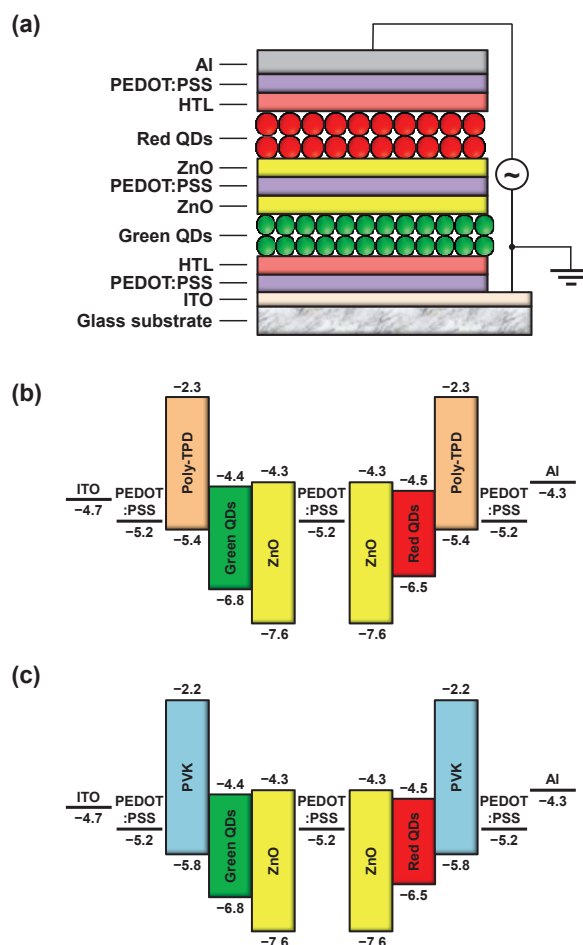 (a)
Al
PEDOT:PSS
HTL
Red QDs
ZnO
PEDOT:PSS
ZnO
Green QDs
HTL
PEDOT:PSS
ITO
Glass substrate
~
(b)
−2.3 −2.3
Poly-TPD Poly-TPD
−4.4 −4.3 −4.3 −4.5
ITO Al
−4.7 −4.3
PEDOT PEDOT PEDOT
:PSS :PSS :PSS
−5.2 −5.2 −5.2
−5.4 −5.4
Green QDs ZnO ZnO Red QDs
−6.8 −6.5
−7.6 −7.6
(c)
−2.2 −2.2
PVK PVK
−4.4 −4.3 −4.3 −4.5
ITO Al
−4.7 −4.3
PEDOT PEDOT PEDOT
:PSS :PSS :PSS
−5.2 −5.2 −5.2
−5.8 −5.8
Green QDs ZnO ZnO Red QDs
−6.8 −6.5
−7.6 −7.6